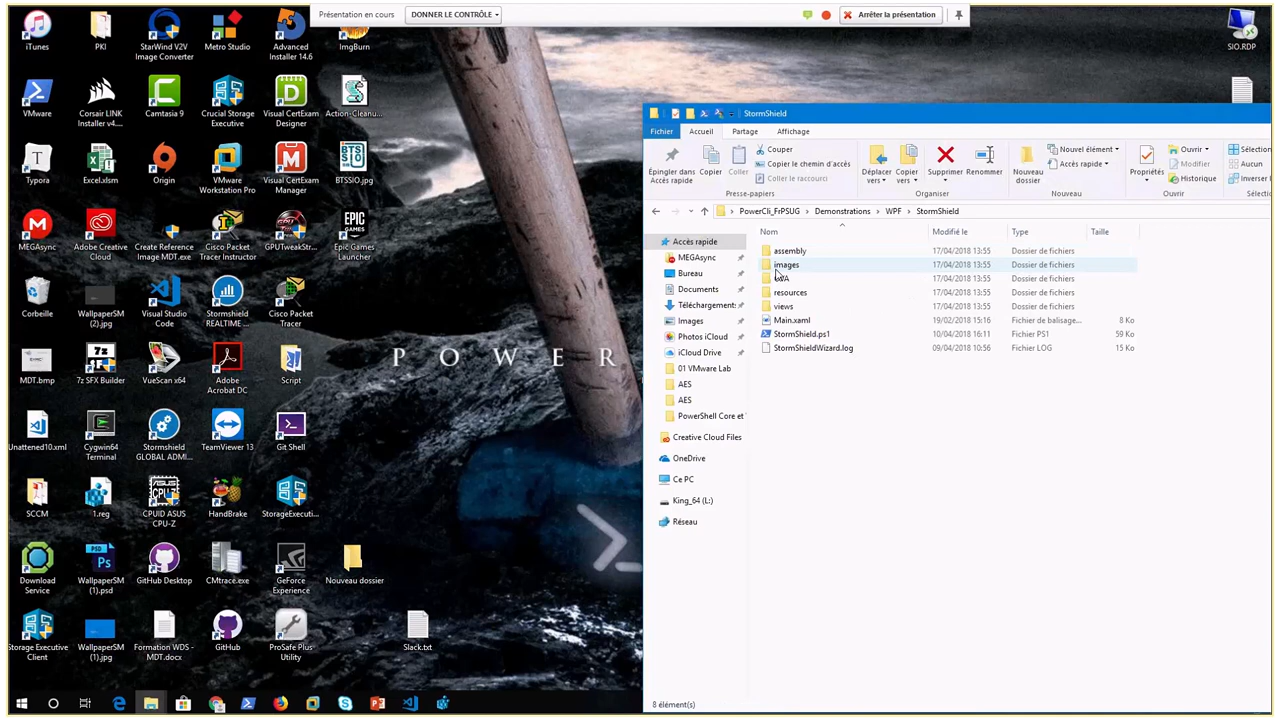 Présentation en cours
DONNER LE CONTRÔLE
Arrêter la présentation
iTunes
PKI
StarWind V2V
Image Converter
Metro Studio
Advanced
Installer 14.6
ImgBurn
SIO.RDP
VMware
Corsair LINK
Installer v4....
Camtasia 9
Crucial Storage
Executive
Visual CertExam
Designer
Action-Cleanu...
Typora
Excel.xlsm
Origin
VMware
Workstation Pro
Visual CertExam
Manager
BTSSIO.jpg
MEGAsync
Adobe Creative
Cloud
Create Reference
Image MDT.exe
Cisco Packet
Tracer Instructor
GPUTweakStr...
Epic Games
Launcher
Corbeille
WallpaperSM
(2).jpg
Visual Studio
Code
Stormshield
REALTIME ...
Cisco Packet
Tracer
MDT.bmp
7z SFX Builder
VueScan x64
Adobe
Acrobat DC
Script
Unattened10.xml
Cygwin64
Terminal
Stormshield
GLOBAL ADMI...
TeamViewer 13
Git Shell
SCCM
1.reg
CPUID ASUS
CPU-Z
HandBrake
StorageExecuti...
Download
Service
WallpaperSM
(1).psd
GitHub Desktop
CMtrace.exe
GeForce
Experience
Nouveau dossier
Storage Executive
Client
WallpaperSM
(1).jpg
Formation WDS -
MDT.docx
GitHub
ProSafe Plus
Utility
Slack.txt
POWER
StormShield
Fichier Accueil Partage Affichage
Épingler dans
Accès rapide
Copier
Coller
Couper
Copier le chemin d'accès
Coller le raccourci
Presse-papiers
Déplacer
vers
Copier
vers
Supprimer
Renommer
Organiser
Nouveau
dossier
Nouvel élément
Accès rapide
Nouveau
Propriétés
Ouvrir
Modifier
Historique
Ouvrir
Sélection
Aucun
Inverser l
PowerCli_FrPSUG > Demonstrations > WPF > StormShield
Nom Modifié le Type Taille
assembly 17/04/2018 13:55 Dossier de fichiers
images 17/04/2018 13:55 Dossier de fichiers
17/04/2018 13:55 Dossier de fichiers
resources 17/04/2018 13:55 Dossier de fichiers
views 17/04/2018 13:55 Dossier de fichiers
Main.xaml 19/02/2018 15:16 Fichier de balisage... 8 Ko
StormShield.ps1 10/04/2018 16:11 Fichier PS1 59 Ko
StormShieldWizard.log 09/04/2018 10:56 Fichier LOG 15 Ko
Accès rapide
MEGAsync
Bureau
Documents
Téléchargement:
Images
Photos iCloud
iCloud Drive
01 VMware Lab
AES
AES
PowerShell Core et
Creative Cloud Files
OneDrive
Ce PC
King_64 (L:)
Réseau
8 élément(s)